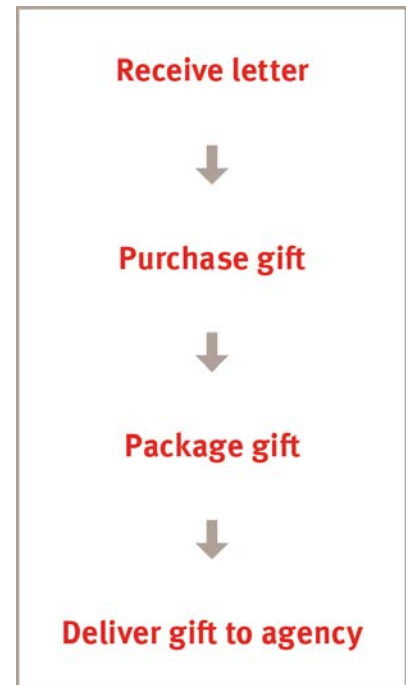 Receive letter
Purchase gift
Package gift
Deliver gift to agency